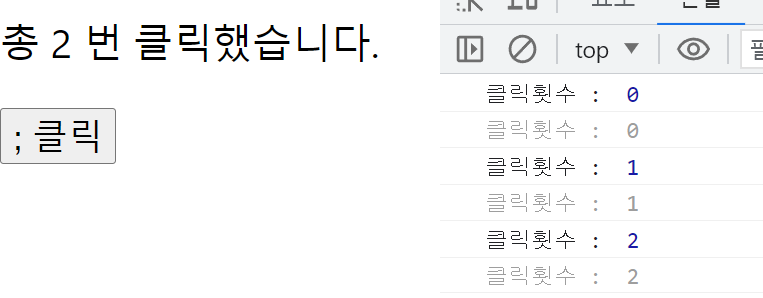 총 2 번 클릭했습니다.
; 클릭
top
클릭횟수 : 0
클릭횟수 : 0
클릭횟수 : 1
클릭횟수 : 1
클릭횟수 : 2
클릭횟수 : 2